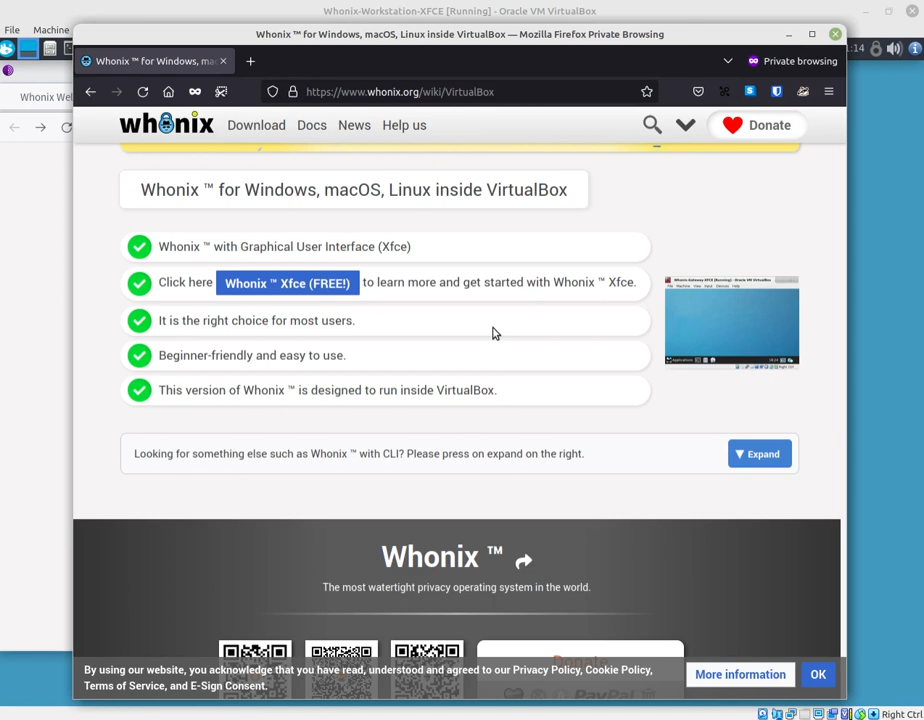 Whonix-Workstation-XFCE [Running] - Oracle VM VirtualBox
File Machine
Whonix ™ for Windows, macOS, Linux inside VirtualBox — Mozilla Firefox Private Browsing
:14
Whonix ™ for Windows, ma
Private browsing
Whonix Wel
https://www.whonix.org/wiki/VirtualBox
whonix Download Docs News Help us Donate
Whonix ™ for Windows, macOS, Linux inside VirtualBox
Whonix ™ with Graphical User Interface (Xfce)
Click here Whonix ™ Xfce (FREE!) to learn more and get started with Whonix ™ Xfce.
It is the right choice for most users.
Beginner-friendly and easy to use.
This version of Whonix ™ is designed to run inside VirtualBox.
Looking for something else such as Whonix ™ with CLI? Please press on expand on the right. Expand
Whonix ™
The most watertight privacy operating system in the world.
Donate
PayPal
By using our website, you acknowledge that you have read, understood and agreed to our Privacy Policy, Cookie Policy,
Terms of Service, and E-Sign Consent.
More information OK
Right Ctrl